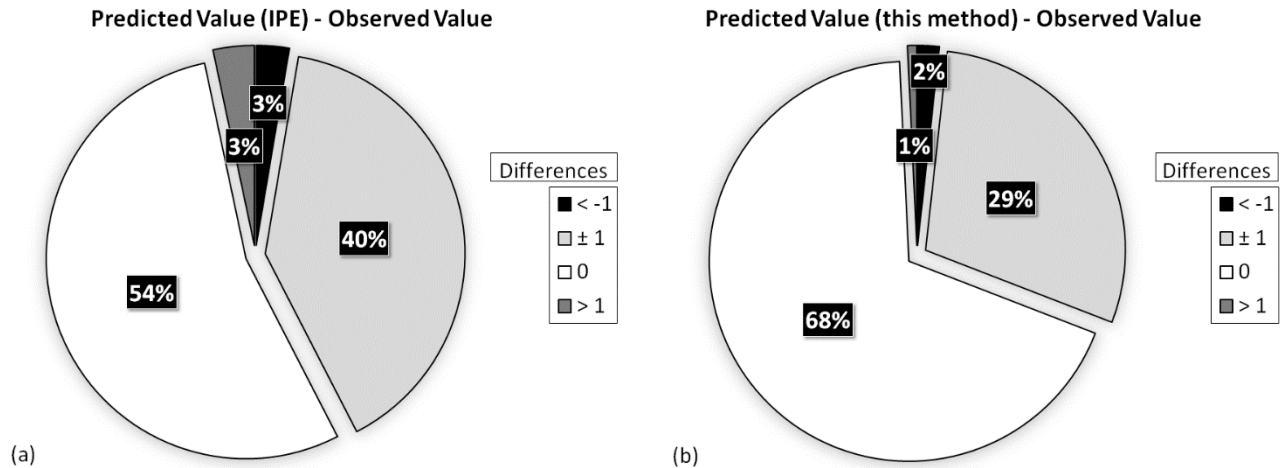 Predicted Value (IPE) - Observed Value
3%
3%
40%
54%
Differences
< -1
± 1
0
> 1
(a)
Predicted Value (this method) - Observed Value
2%
1%
29%
68%
Differences
< -1
± 1
0
> 1
(b)